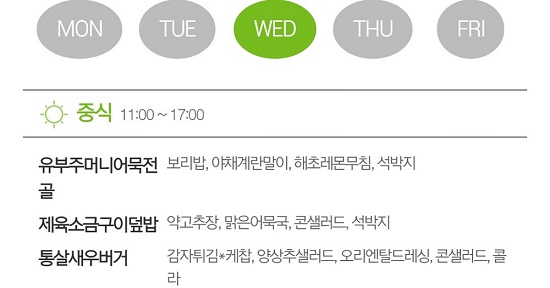 MON TUE WED THU FRI
중식 11:00 ~ 17:00
유부주머니어묵전 보리밥, 야채계란말이, 해초레몬무침, 석박지
골
제육소금구이덮밥 약고추장, 맑은어묵국, 콘샐러드, 석박지
통살새우버거 감자튀김*케찹, 양상추샐러드, 오리엔탈드레싱, 콘샐러드, 콜
라